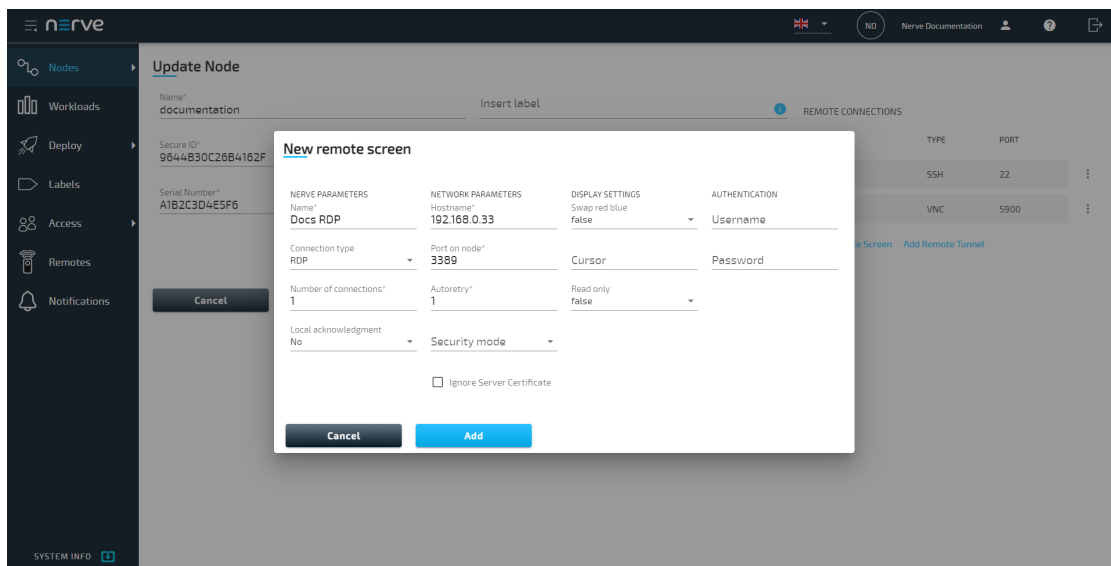 nerve
ND
Nerve Documentation
Nodes
Workloads
Deploy
Labels
Access
Remotes
Notifications
SYSTEM INFO
Update Node
Name*
documentation
Insert label
Secure ID*
9644B30C26B4162F
Serial Number*
A1B2C3D4E5F6
Cancel
REMOTE CONNECTIONS
TYPE PORT
SSH 22
VNC 5900
te Screen Add Remote Tunnel
New remote screen
NERVE PARAMETERS NETWORK PARAMETERS DISPLAY SETTINGS AUTHENTICATION
Name* Hostname* Swap red blue
Docs RDP 192.168.0.33 false Username
Connection type Port on node*
RDP 3389 Cursor Password
Number of connections* Autoretry* Read only
1 1 false
Local acknowledgment
No Security mode
Ignore Server Certificate
Cancel Add